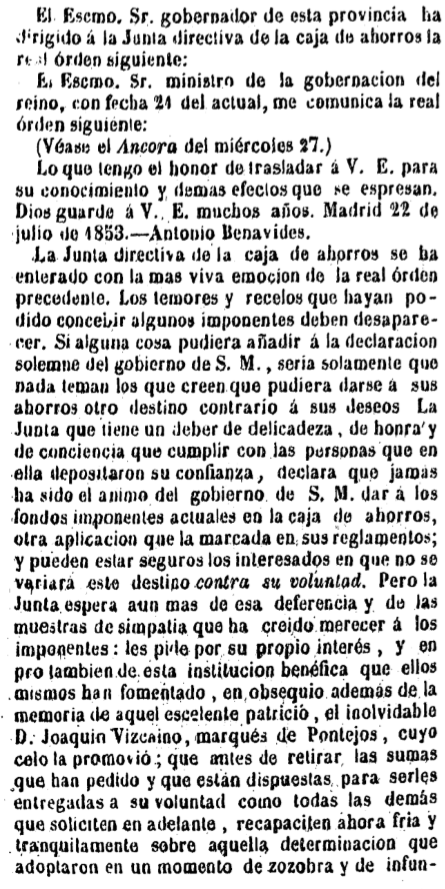 El Escmo. Sr. gobernador de esta provincia ha
dirigido á la Junta directiva de la caja de ahorros la
real órden siguiente:
El Escmo. Sr. ministro de la gobernacion del
reino, con fecha 21 del actual, me comunica la real
órden siguiente:
(Véase el Ancora del miércoles 27.)
Lo que tengo el honor de trasladar á V. E. para
su conocimiento y demas efectos que se espresan.
Dios guarde á V. E. muchos años. Madrid 22 de
julio de 1853.—Antonio Benavides.
La Junta directiva de la caja de ahorros se ha
enterado con la mas viva emocion de la real órden
precedente. Los temores y recelos que hayan po-
dido concebir algunos imponentes deben desapare-
cer. Si alguna cosa pudiera añadir á la declaracion
solemne del gobierno de S. M., seria solamente que
nada teman los que creen que pudiera darse á sus
ahorros otro destino contrario á sus deseos La
Junta que tiene un deber de delicadeza, de honra y
de conciencia que cumplir con las personas que en
ella depositaron su confianza, declara que jamas
ha sido el animo del gobierno de S. M. dar á los
fondos imponentes actuales en la caja de ahorros,
otra aplicacion que la marcada en sus reglamentos;
y pueden estar seguros los interesados en que no se
variará este destino contra su voluntad. Pero la
Junta espera aun mas de esa deferencia y de las
muestras de simpatia que ha creido merecer á los
imponentes: les pide por su propio interés, y en
pro tambien de esta institucion benéfica que ellos
mismos han fomentado, en obsequio además de la
memoria de aquel escelente patricio, el inolvidable
D. Joaquin Vizcaino, marqués de Pontejos, cuyo
celo la promovió; que antes de retirar las sumas
que han pedido y que están dispuestas para serles
entregadas a su voluntad como todas las demás
que soliciten en adelante, recapaciten ahora fria y
tranquilamente sobre aquella determinacion que
adoptaron en un momento de zozobra y de infun-